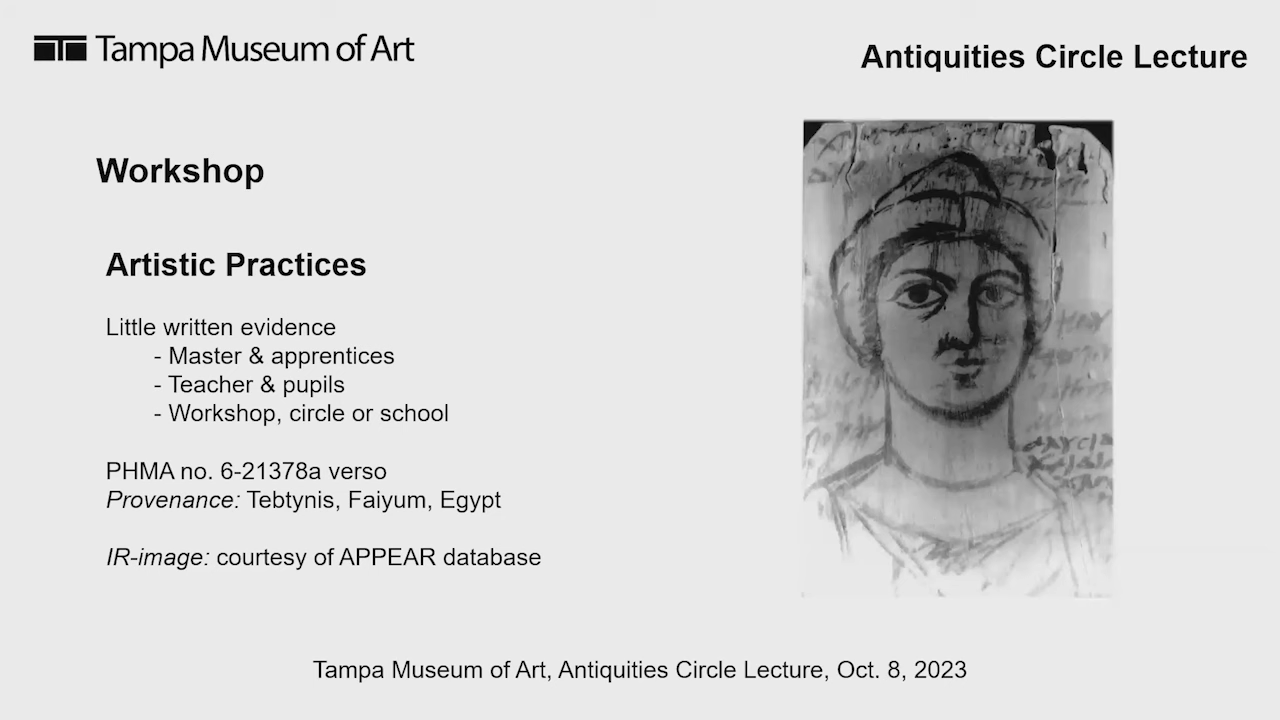 Tampa Museum of Art
Antiquities Circle Lecture
Workshop
Artistic Practices
Little written evidence
- Master & apprentices
- Teacher & pupils
- Workshop, circle or school
PHMA no. 6-21378a verso
Provenance: Tebtynis, Faiyum, Egypt
IR-image: courtesy of APPEAR database
Tampa Museum of Art, Antiquities Circle Lecture, Oct. 8, 2023